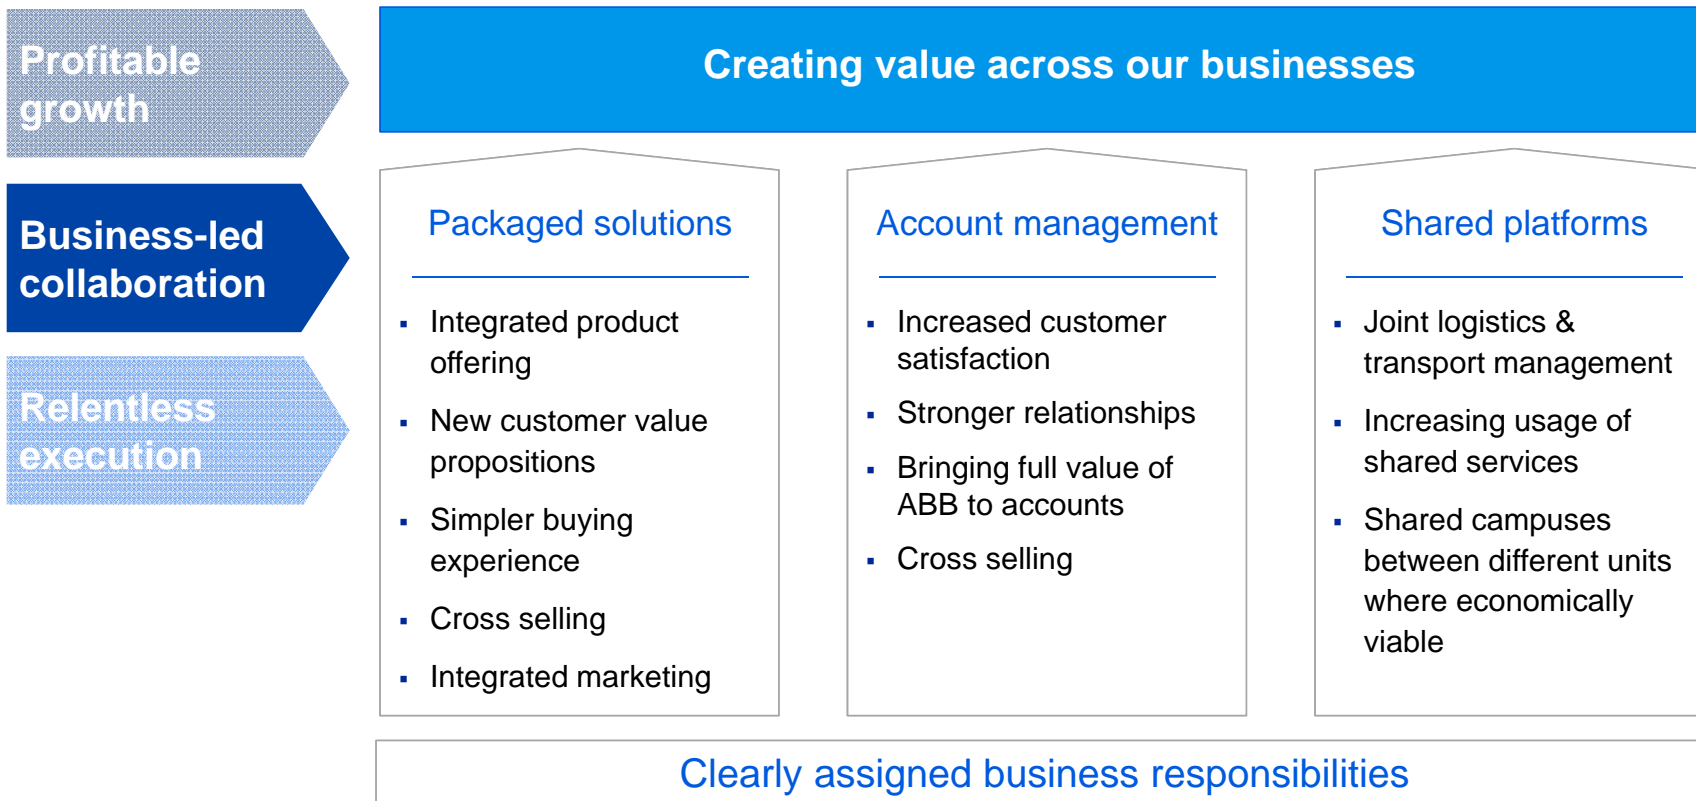 Profitable
growth
Business-led
collaboration
Relentless
execution
Creating value across our businesses
Packaged solutions
▪ Integrated product
offering
▪ New customer value
propositions
▪ Simpler buying
experience
▪ Cross selling
▪ Integrated marketing
Account management
▪ Increased customer
satisfaction
▪ Stronger relationships
▪ Bringing full value of
ABB to accounts
▪ Cross selling
Shared platforms
▪ Joint logistics &
transport management
▪ Increasing usage of
shared services
▪ Shared campuses
between different units
where economically
viable
Clearly assigned business responsibilities